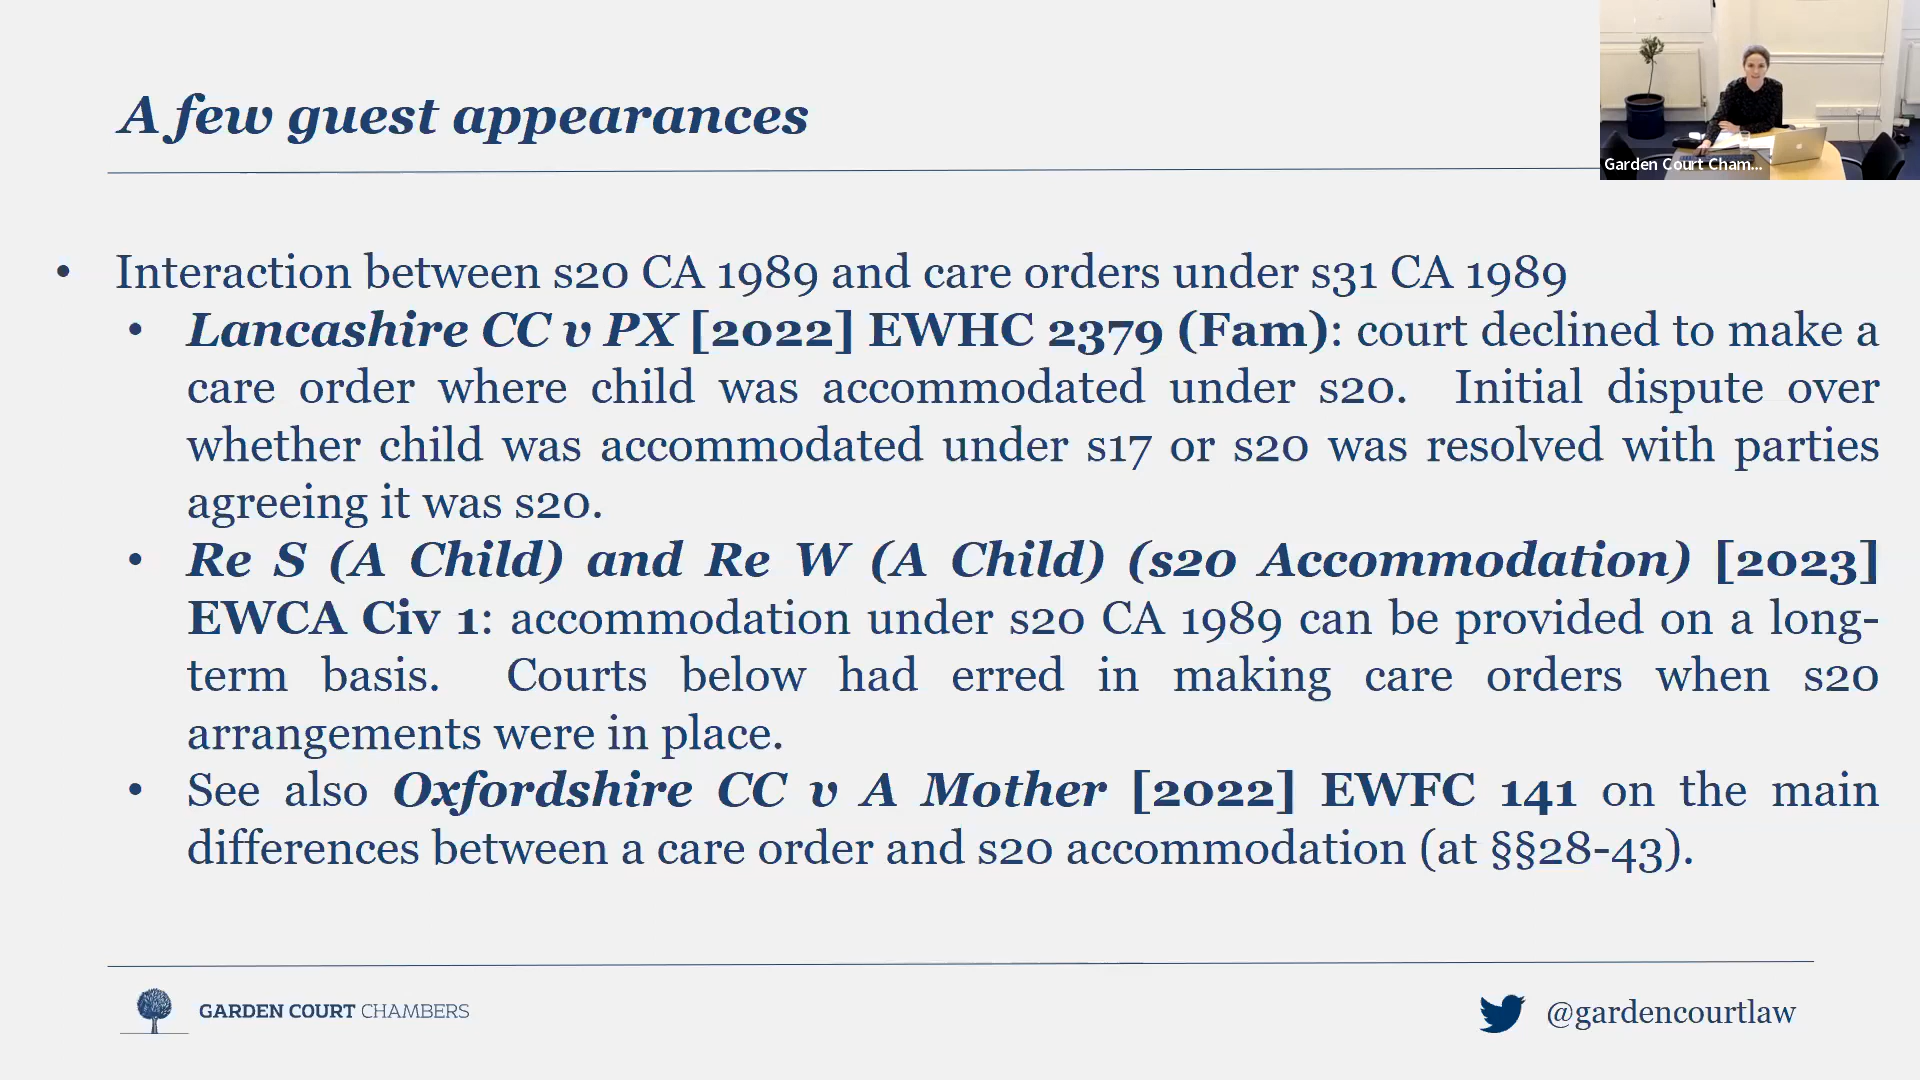 A few guest appearances
Garden Court Cham...
• Interaction between s20 CA 1989 and care orders under s31 CA 1989
• Lancashire CC v PX [2022] EWHC 2379 (Fam): court declined to make a
care order where child was accommodated under s20. Initial dispute over
whether child was accommodated under s17 or s20 was resolved with parties
agreeing it was s20.
• Re S (A Child) and Re W (A Child) (s20 Accommodation) [2023]
EWCA Civ 1: accommodation under s20 CA 1989 can be provided on a long-
term basis. Courts below had erred in making care orders when s20
arrangements were in place.
• See also Oxfordshire CC v A Mother [2022] EWFC 141 on the main
differences between a care order and s20 accommodation (at §§28-43).
GARDEN COURT CHAMBERS
@gardencourtlaw